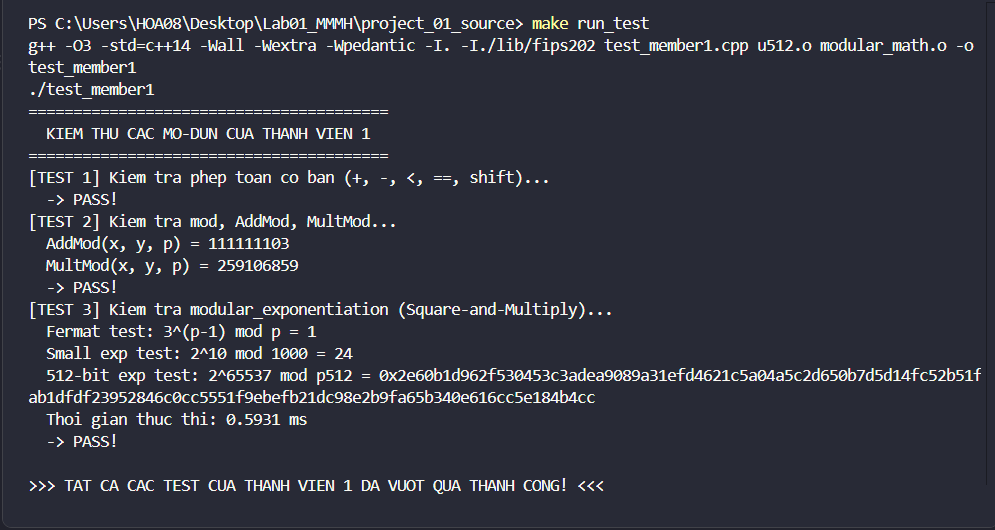 PS C:\Users\HOA08\Desktop\Lab01_MMMH\project_01_source> make run_test
g++ -O3 -std=c++14 -Wall -Wextra -Wpedantic -I. -I./lib/fips202 test_member1.cpp u512.o modular_math.o -o
test_member1
./test_member1
========================================
  KIEM THU CAC MO-DUN CUA THANH VIEN 1
========================================
[TEST 1] Kiem tra phep toan co ban (+, -, <, ==, shift)...
  -> PASS!
[TEST 2] Kiem tra mod, AddMod, MultMod...
  AddMod(x, y, p) = 111111103
  MultMod(x, y, p) = 259106859
  -> PASS!
[TEST 3] Kiem tra modular_exponentiation (Square-and-Multiply)...
  Fermat test: 3^(p-1) mod p = 1
  Small exp test: 2^10 mod 1000 = 24
  512-bit exp test: 2^65537 mod p512 = 0x2e60b1d962f530453c3adea9089a31efd4621c5a04a5c2d650b7d5d14fc52b51f
ab1dfdf23952846c0cc5551f9ebefb21dc98e2b9fa65b340e616cc5e184b4cc
  Thoi gian thuc thi: 0.5931 ms
  -> PASS!
>>> TAT CA CAC TEST CUA THANH VIEN 1 DA VUOT QUA THANH CONG! <<<